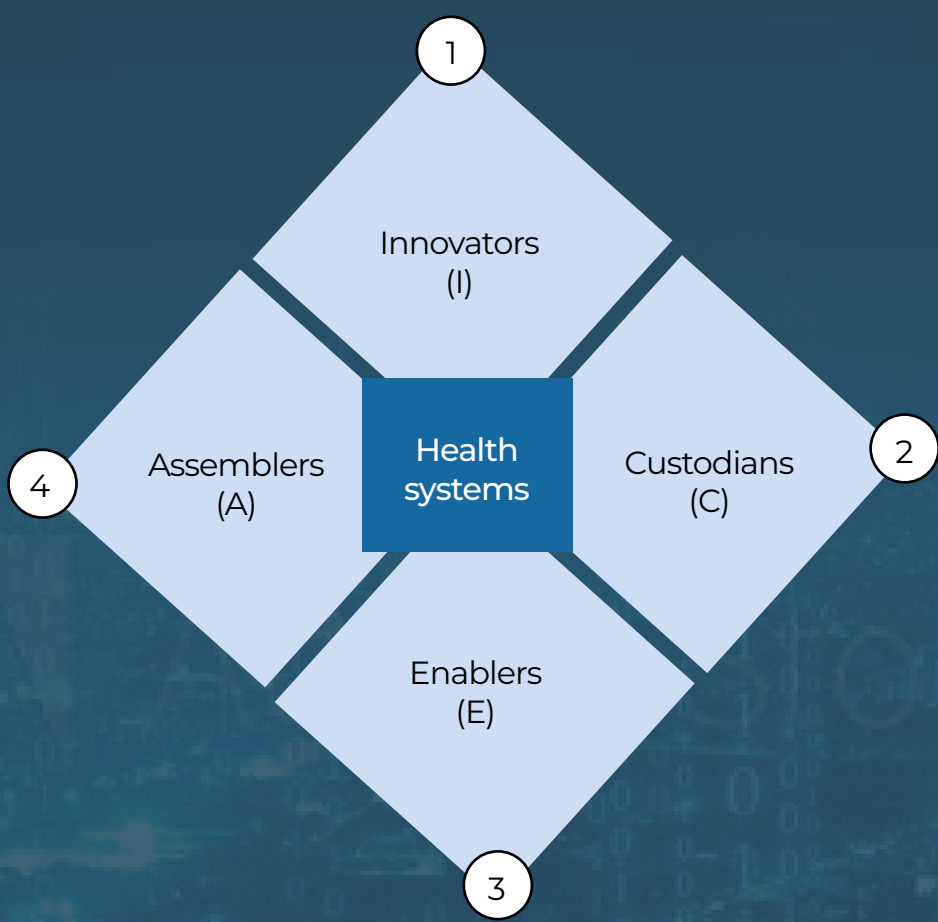 1
Innovators
(I)
Assemblers
(A)
Health
systems
Custodians
(C)
2
4
Enablers
(E)
3